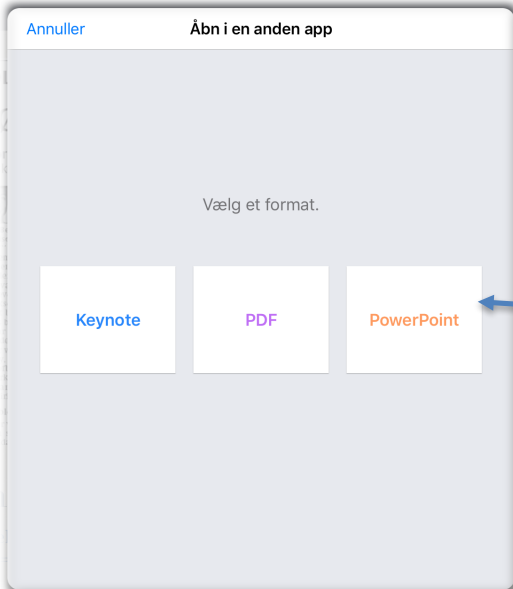 Annuller
Åbn i en anden app
Vælg et format.
Keynote
PDF
PowerPoint